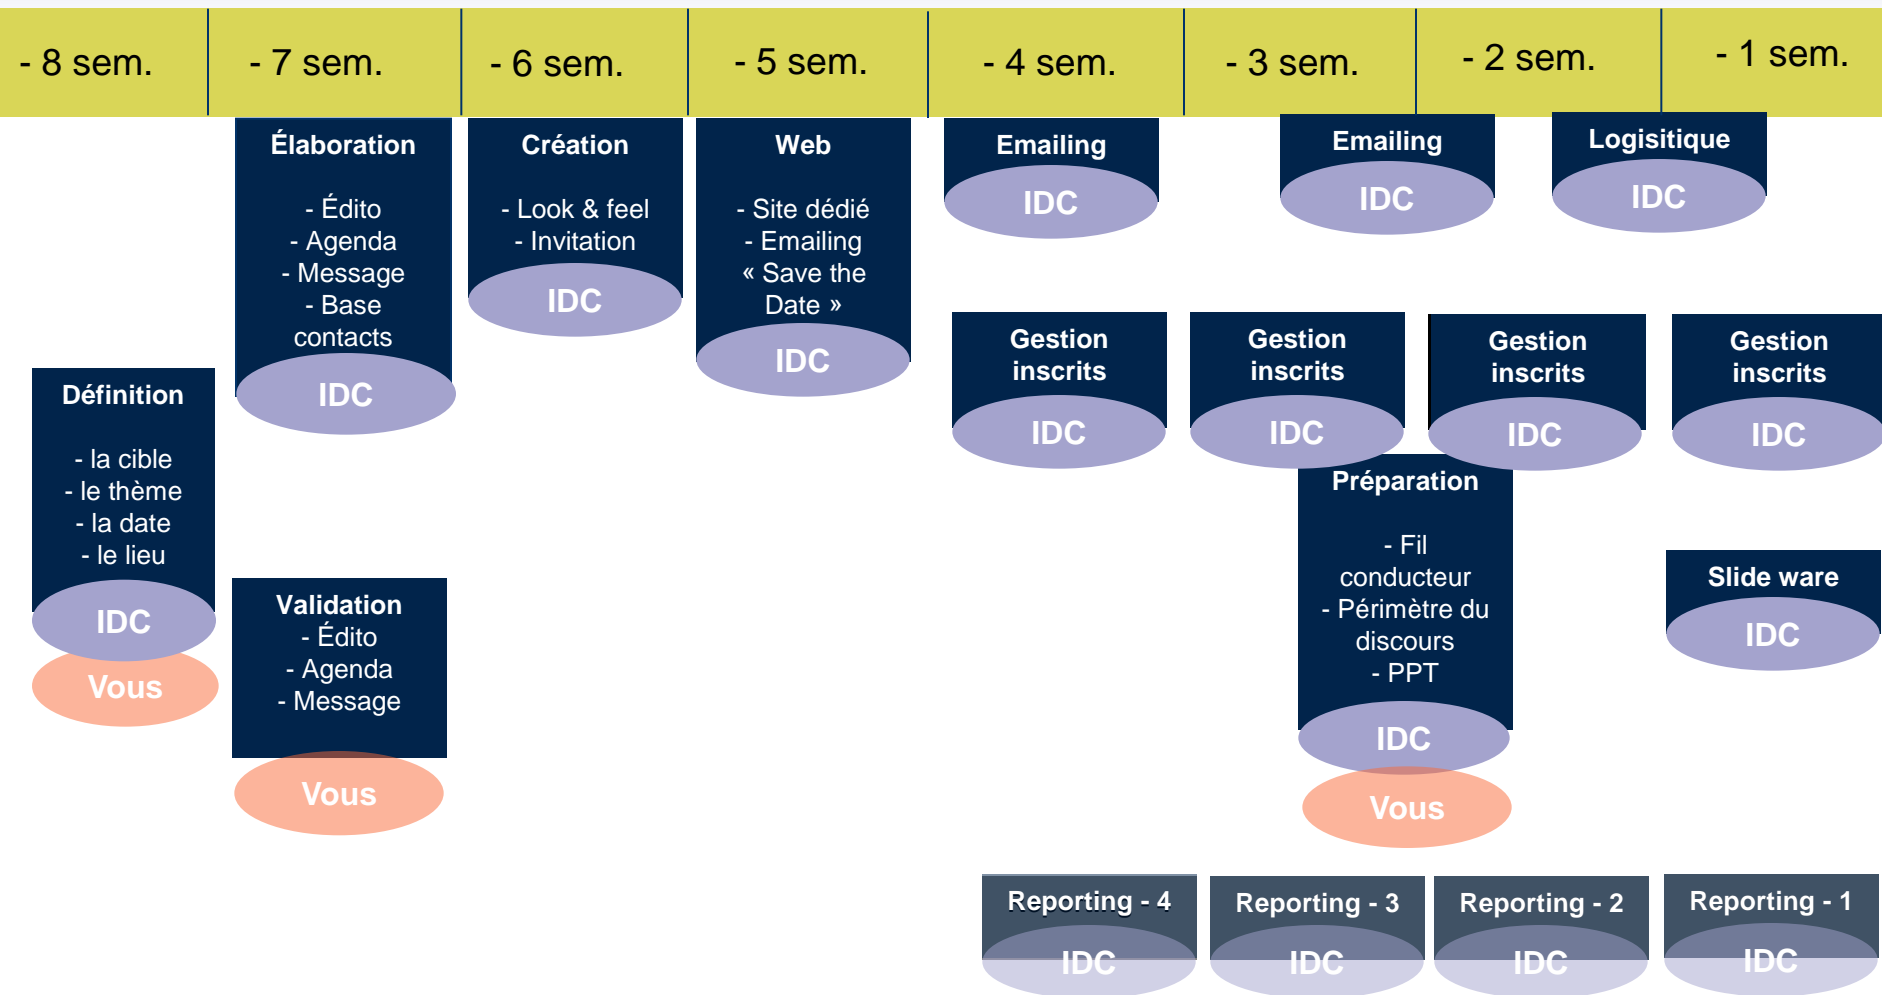 - 8 sem.
- 7 sem.
- 6 sem.
- 5 sem.
- 4 sem.
- 3 sem.
- 2 sem.
- 1 sem.
Définition
- la cible
- le thème
- la date
- le lieu
IDC
Vous
Élaboration
- Édito
- Agenda
- Message
- Base
contacts
IDC
Validation
- Édito
- Agenda
- Message
Vous
Création
- Look & feel
- Invitation
IDC
Web
- Site dédié
- Emailing
« Save the
Date »
IDC
Emailing
IDC
Emailing
IDC
Logisitique
IDC
Gestion
inscrits
IDC
Gestion
inscrits
IDC
Gestion
inscrits
IDC
Gestion
inscrits
IDC
Préparation
- Fil
conducteur
- Périmètre du
discours
- PPT
IDC
Vous
Slide ware
IDC
Reporting - 4
IDC
Reporting - 3
IDC
Reporting - 2
IDC
Reporting - 1
IDC